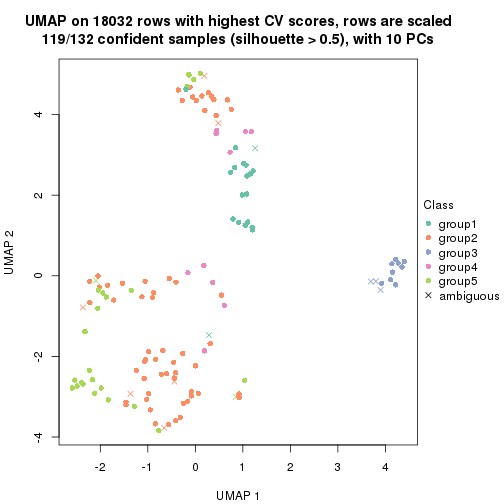 UMAP on 18032 rows with highest CV scores, rows are scaled
119/132 confident samples (silhouette > 0.5), with 10 PCs
4
2
0
-2
-4
UMAP 2
-2
-1
0
1
2
3
4
UMAP 1
Class
group1
group2
group3
group4
group5
ambiguous